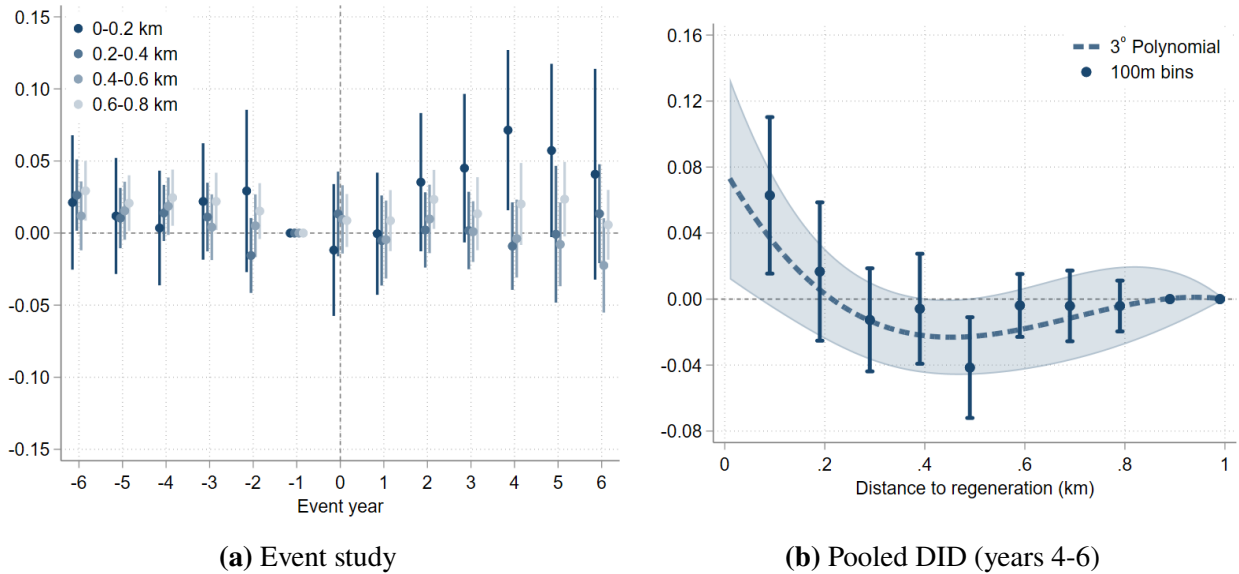 0.15
0.10
0.05
0.00
-0.05
-0.10
-0.15
0-0.2 km
0.2-0.4 km
0.4-0.6 km
0.6-0.8 km
-6 -5 -4 -3 -2 -1 0 1 2 3 4 5 6
Event year
(a) Event study
0.16
0.12
0.08
0.04
0.00
-0.04
-0.08
3° Polynomial
100m bins
0 .2 .4 .6 .8 1
Distance to regeneration (km)
(b) Pooled DID (years 4-6)